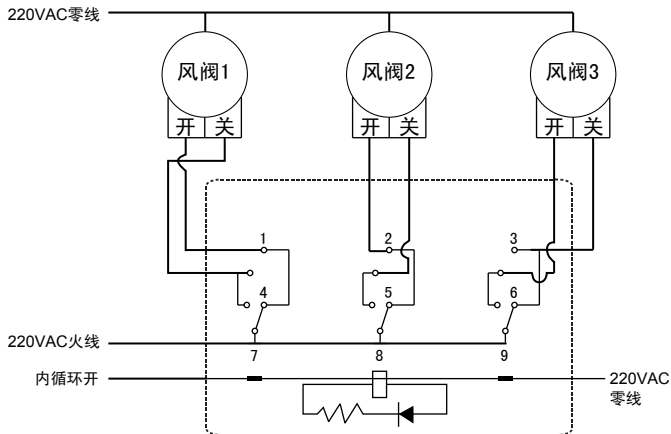 220VAC零线
风阀1
风阀2
风阀3
开 关
开 关
开 关
1
2
3
4
5
6
220VAC火线
7
8
9
内循环开
220VAC
零线